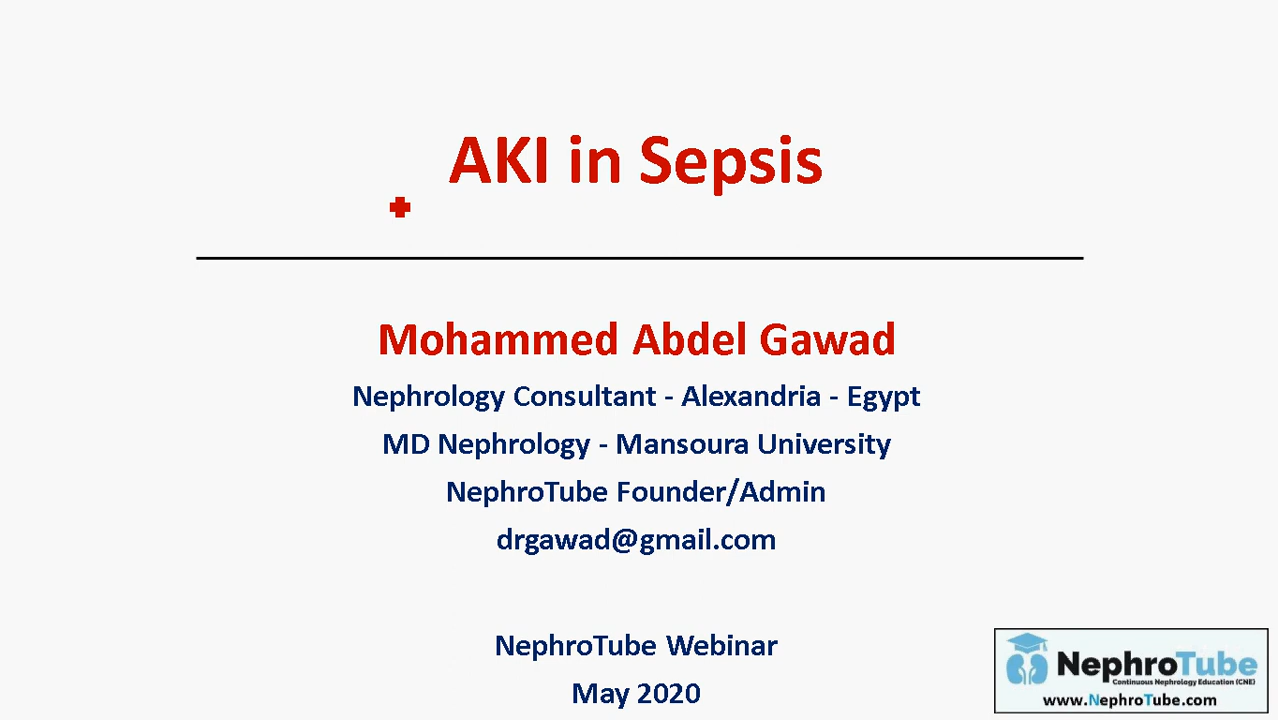 AKI in Sepsis
Mohammed Abdel Gawad
Nephrology Consultant - Alexandria - Egypt
MD Nephrology - Mansoura University
NephroTube Founder/Admin
drgawad@gmail.com
NephroTube Webinar
May 2020
NephroTube
Continuous Nephrology Education (CNE)
www.NephroTube.com